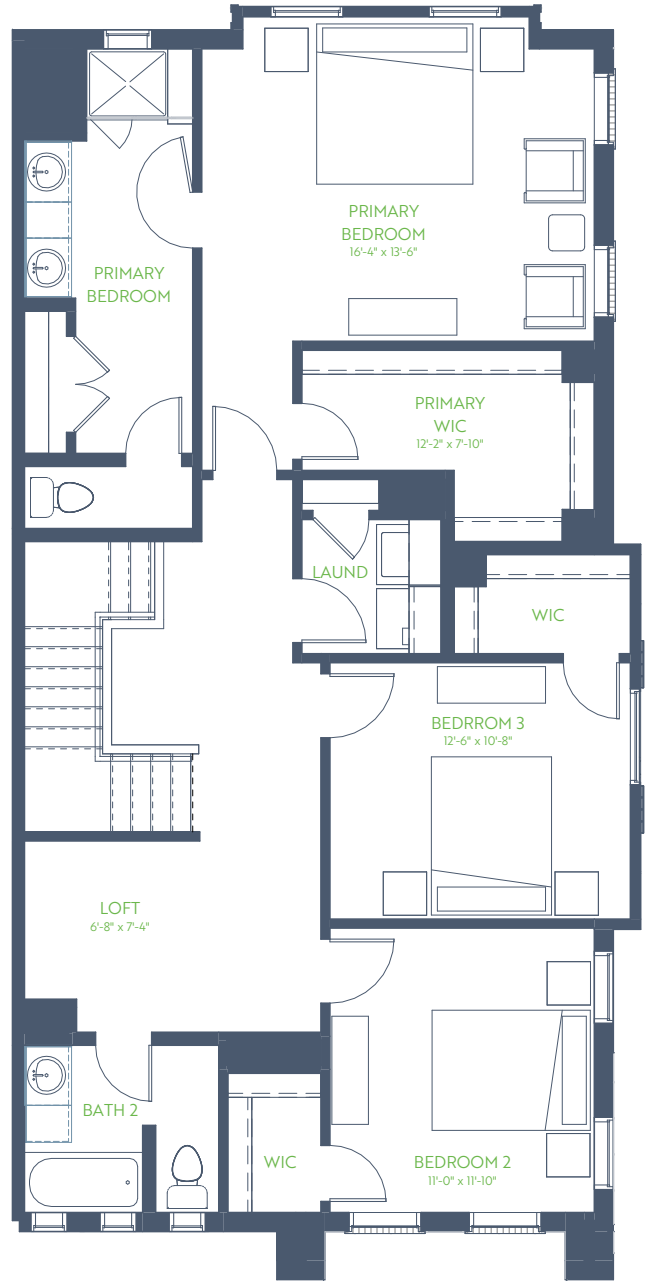 PRIMARY
BEDROOM
16'-4" x 13'-6"
PRIMARY
BEDROOM
PRIMARY
WIC
12'-2" x 7'-10"
LAUND
WIC
BEDRROM 3
12'-6" x 10'-8"
LOFT
6'-8" x 7'-4"
BATH 2
WIC
BEDROOM 2
11'-0" x 11'-10"